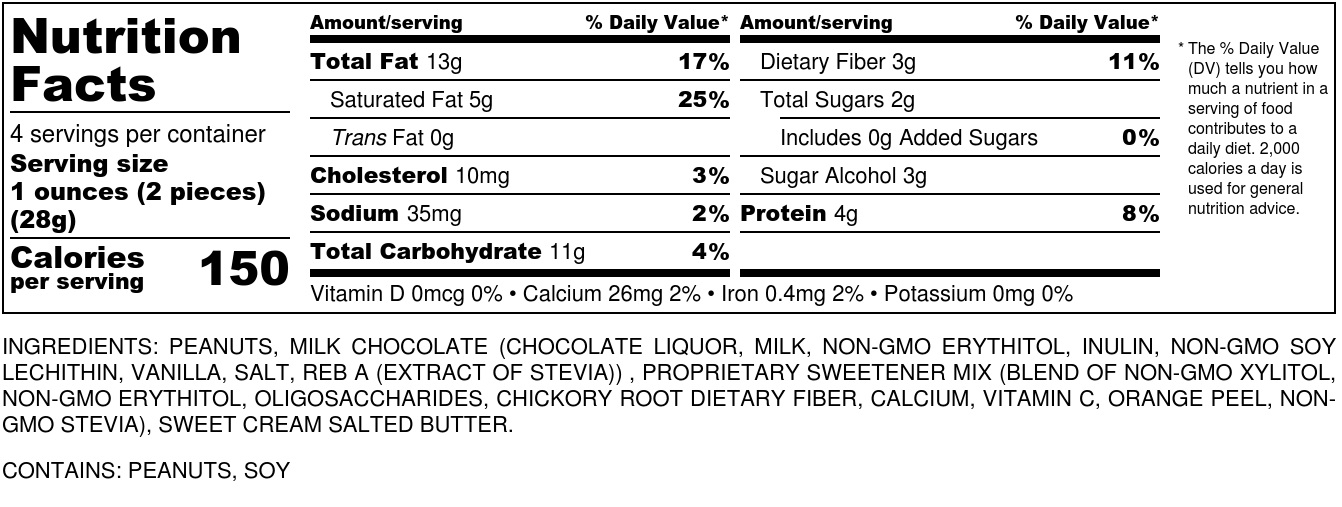 Nutrition
Facts
4 servings per container
Serving size
1 ounces (2 pieces)
(28g)
Calories
per serving
150
Amount/serving % Daily Value*
Total Fat 13g 17%
Saturated Fat 5g 25%
Trans Fat 0g
Cholesterol 10mg 3%
Sodium 35mg 2%
Total Carbohydrate 11g 4%
Amount/serving % Daily Value*
Dietary Fiber 3g 11%
Total Sugars 2g
Includes 0g Added Sugars 0%
Sugar Alcohol 3g
Protein 4g 8%
Vitamin D 0mcg 0% • Calcium 26mg 2% • Iron 0.4mg 2% • Potassium 0mg 0%
* The % Daily Value
(DV) tells you how
much a nutrient in a
serving of food
contributes to a
daily diet. 2,000
calories a day is
used for general
nutrition advice.
INGREDIENTS: PEANUTS, MILK CHOCOLATE (CHOCOLATE LIQUOR, MILK, NON-GMO ERYTHITOL, INULIN, NON-GMO SOY
LECHITHIN, VANILLA, SALT, REB A (EXTRACT OF STEVIA)) , PROPRIETARY SWEETENER MIX (BLEND OF NON-GMO XYLITOL,
NON-GMO ERYTHITOL, OLIGOSACCHARIDES, CHICKORY ROOT DIETARY FIBER, CALCIUM, VITAMIN C, ORANGE PEEL, NON-
GMO STEVIA), SWEET CREAM SALTED BUTTER.
CONTAINS: PEANUTS, SOY